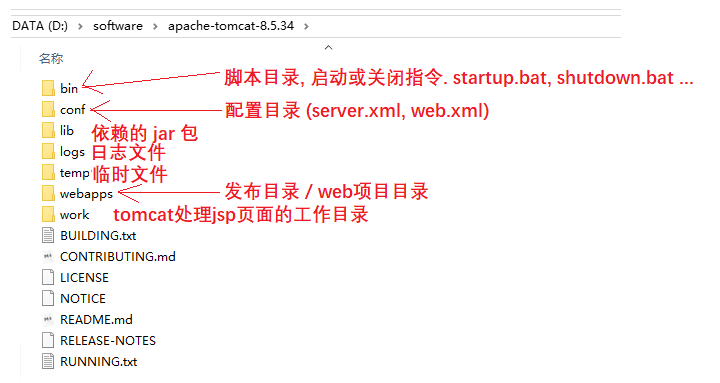 DATA (D:) > software > apache-tomcat-8.5.34 >
名称
bin 脚本目录, 启动或关闭指令. startup.bat, shutdown.bat ...
conf 配置目录 (server.xml, web.xml)
lib 依赖的 jar 包
logs 日志文件
temp 临时文件
webapps 发布目录 / web项目目录
work tomcat处理jsp页面的工作目录
BUILDING.txt
CONTRIBUTING.md
LICENSE
NOTICE
README.md
RELEASE-NOTES
RUNNING.txt